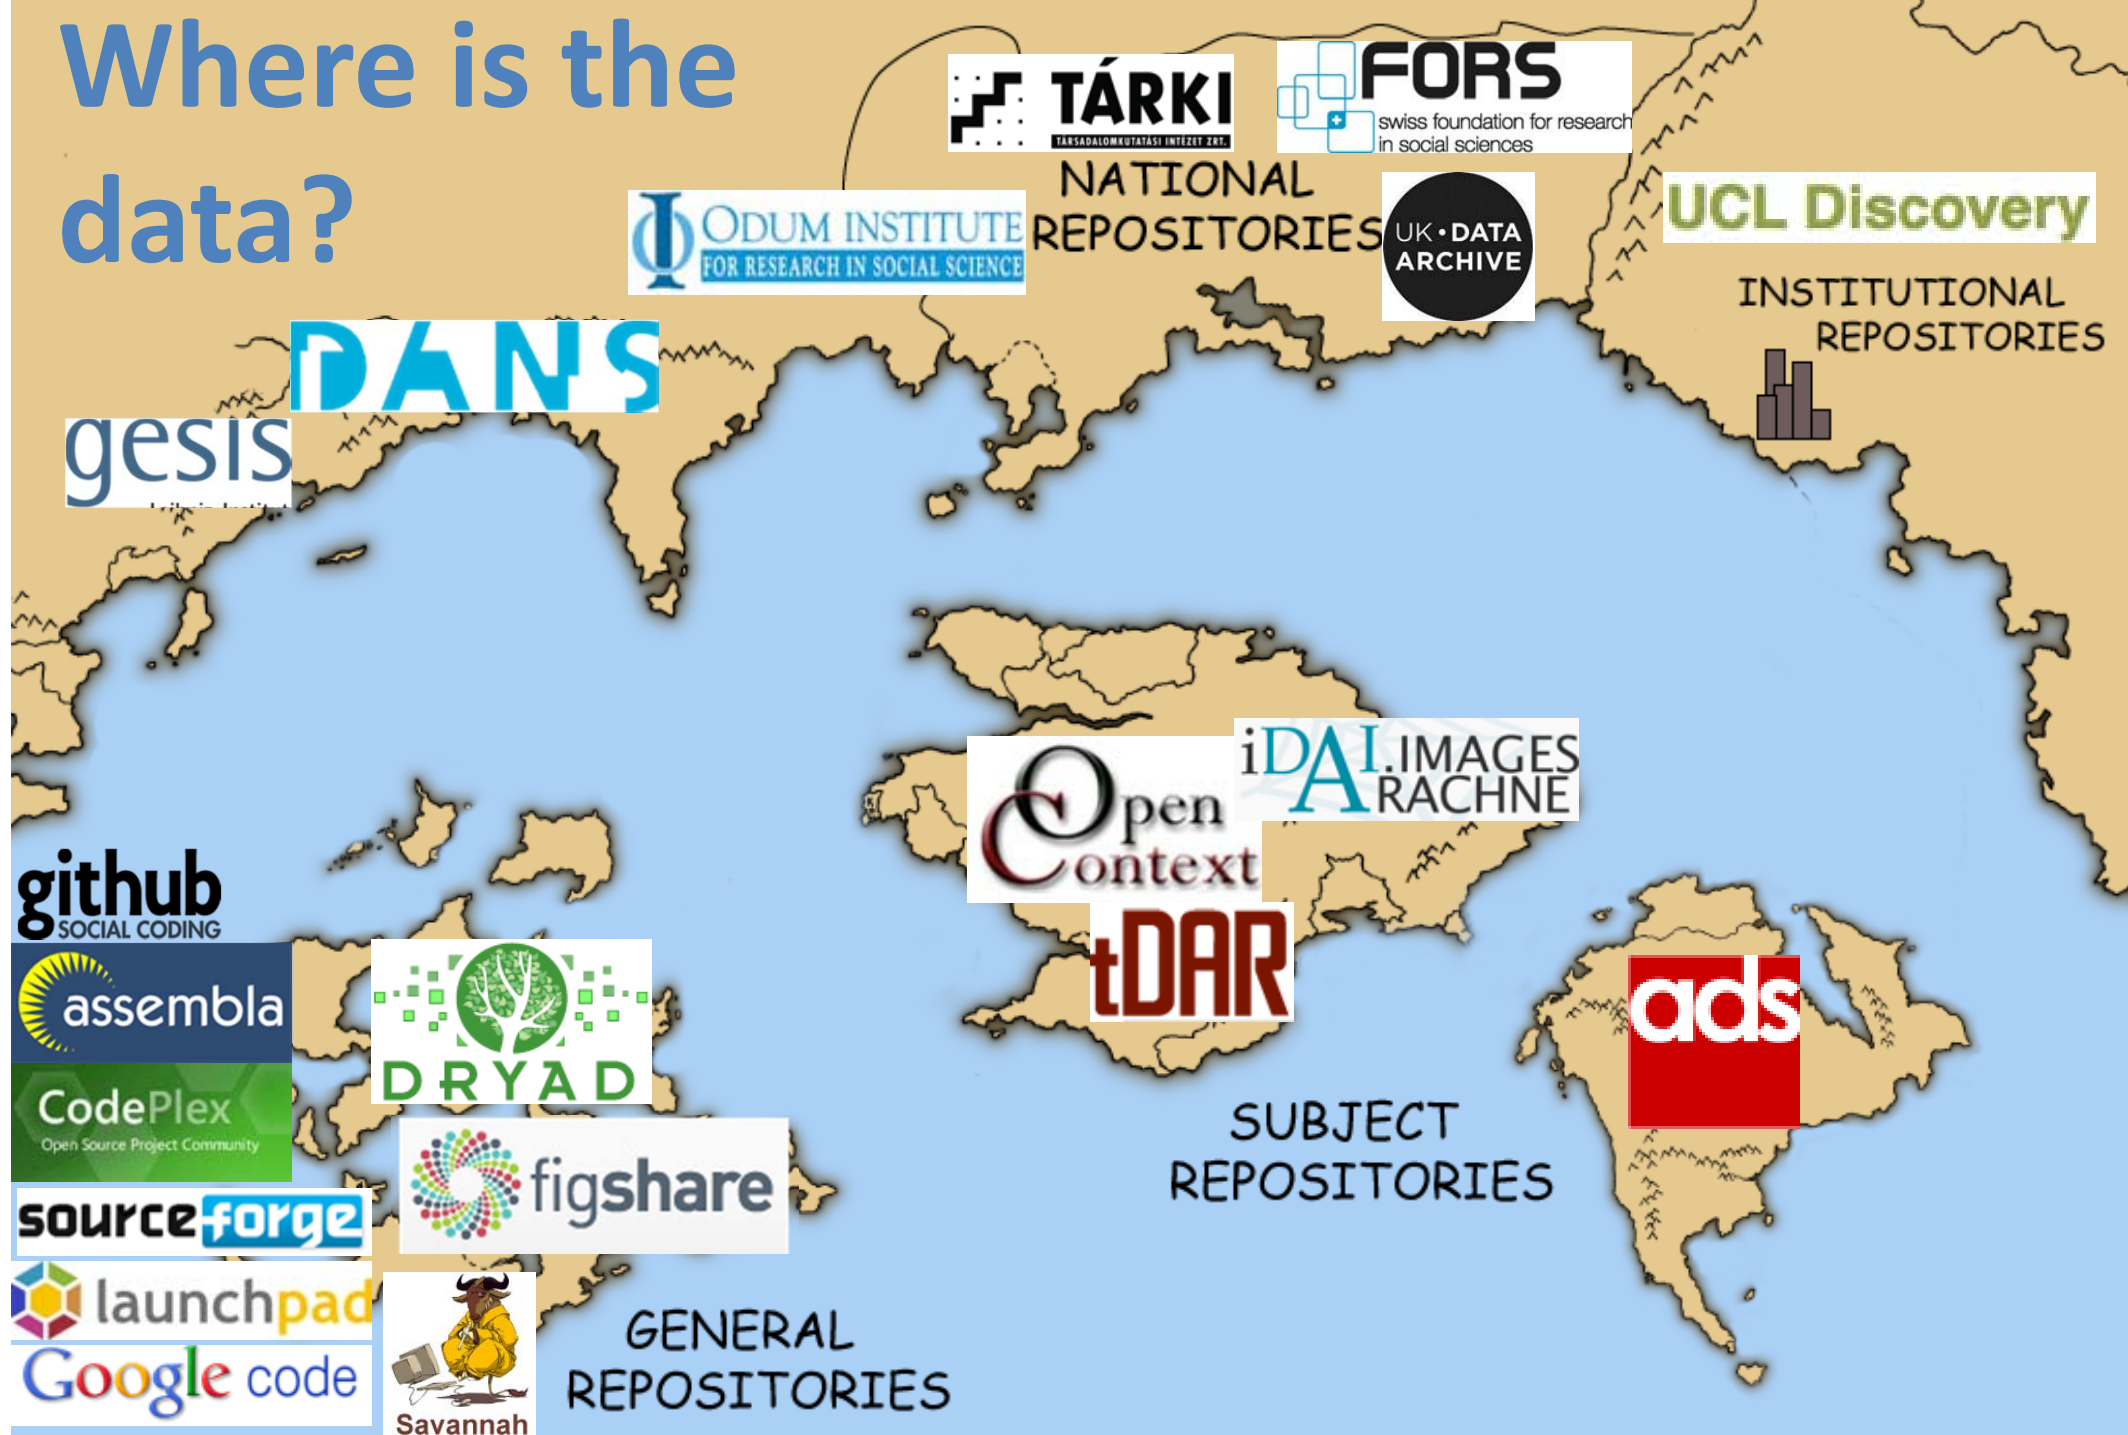 Where is the
data?
TÁRKI
TÁRSADALOMKUTATÁSI INTÉZET ZRT.
FORS
swiss foundation for research
in social sciences
NATIONAL
REPOSITORIES
ODUM INSTITUTE
FOR RESEARCH IN SOCIAL SCIENCE
UK • DATA
ARCHIVE
UCL Discovery
INSTITUTIONAL
REPOSITORIES
DANS
gesis
Open
Context
iDAI.IMAGES
ARACHNE
tDAR
ads
SUBJECT
REPOSITORIES
github
SOCIAL CODING
assembla
CodePlex
Open Source Project Community
sourceforge
launchpad
Google code
DRYAD
figshare
Savannah
GENERAL
REPOSITORIES